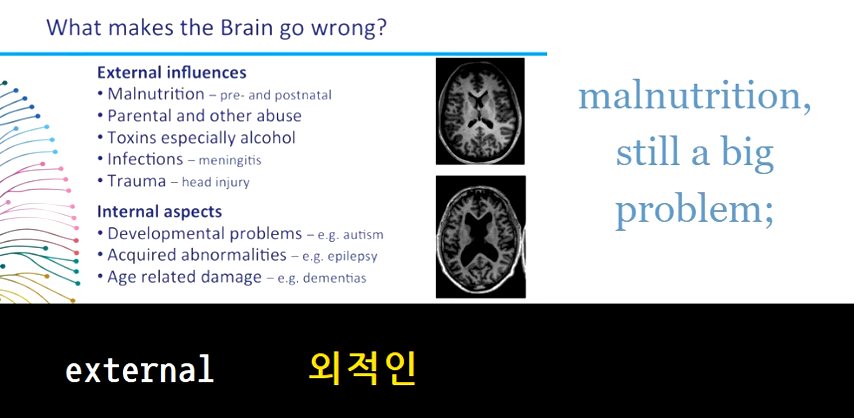 What makes the Brain go wrong?
External influences
• Malnutrition – pre- and postnatal
• Parental and other abuse
• Toxins especially alcohol
• Infections – meningitis
• Trauma – head injury
Internal aspects
• Developmental problems – e.g. autism
• Acquired abnormalities – e.g. epilepsy
• Age related damage – e.g. dementias
malnutrition,
still a big
problem;
external 외적인